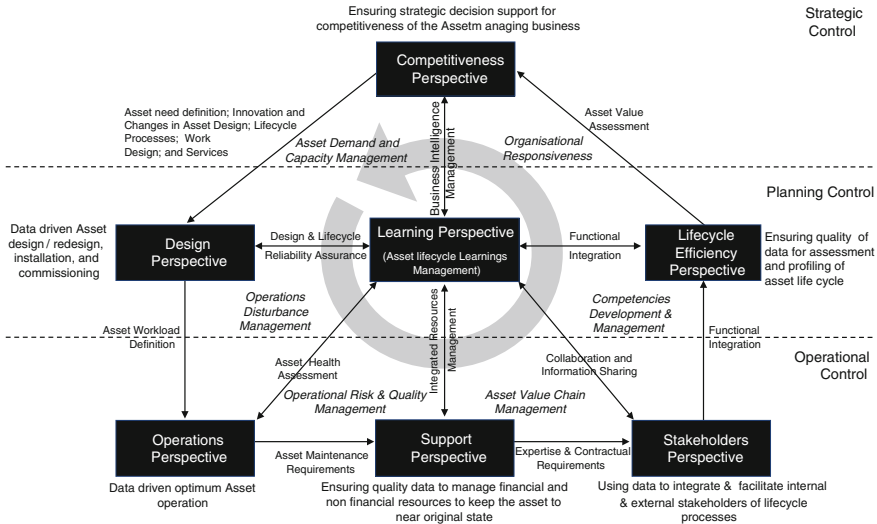 Ensuring strategic decision support for
competitiveness of the Assetm anaging business
Strategic
Control
Competitiveness
Perspective
Asset need definition; Innovation and
Changes in Asset Design; Lifecycle
Processes; Work
Design; and Services
Asset Demand and
Capacity Management
Business Intelligence
Management
Organisational
Responsiveness
Asset Value
Assessment
Planning Control
Data driven Asset
design / redesign,
installation, and
commissioning
Design
Perspective
Design & Lifecycle
Reliability Assurance
Learning Perspective
(Asset lifecycle Learnings
Management)
Functional
Integration
Lifecycle
Efficiency
Perspective
Ensuring quality of
data for assessment
and profiling of
asset life cycle
Operations
Disturbance
Management
Competencies
Development &
Management
Asset Workload
Definition
Integrated Resources
Management
Functional
Integration
Operational
Control
Asset Health
Assessment
Collaboration and
Information Sharing
Operational Risk & Quality
Management
Asset Value Chain
Management
Operations
Perspective
Asset Maintenance
Requirements
Support
Perspective
Expertise & Contractual
Requirements
Stakeholders
Perspective
Data driven optimum Asset
operation
Ensuring quality data to manage financial and
non financial resources to keep the asset to
near original state
Using data to integrate & facilitate internal
& external stakeholders of lifecycle
processes